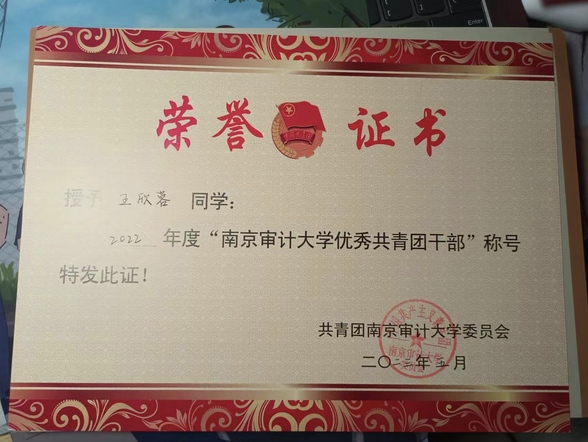 荣誉证书
授予 王欣蓉 同学：
2022 年度“南京审计大学优秀共青团干部”称号
特发此证！
共青团南京审计大学委员会
二〇二三年五月
Enter